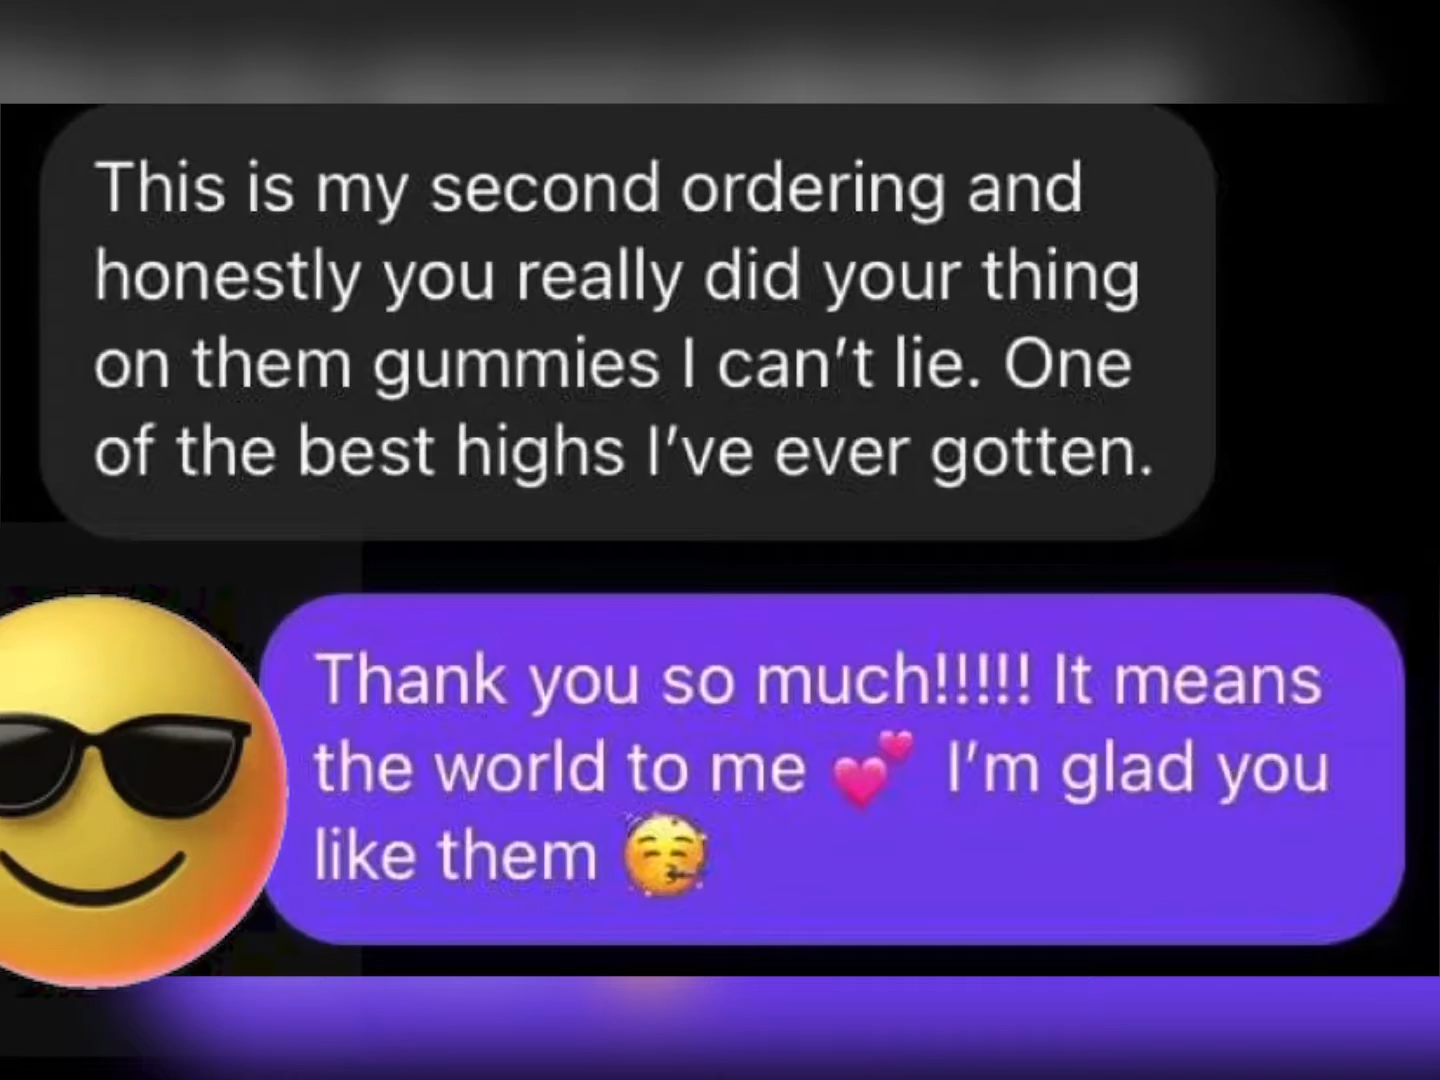 This is my second ordering and
honestly you really did your thing
on them gummies I can't lie. One
of the best highs I've ever gotten.
Thank you so much!!!!! It means
the world to me 💕 I'm glad you
like them 🥳